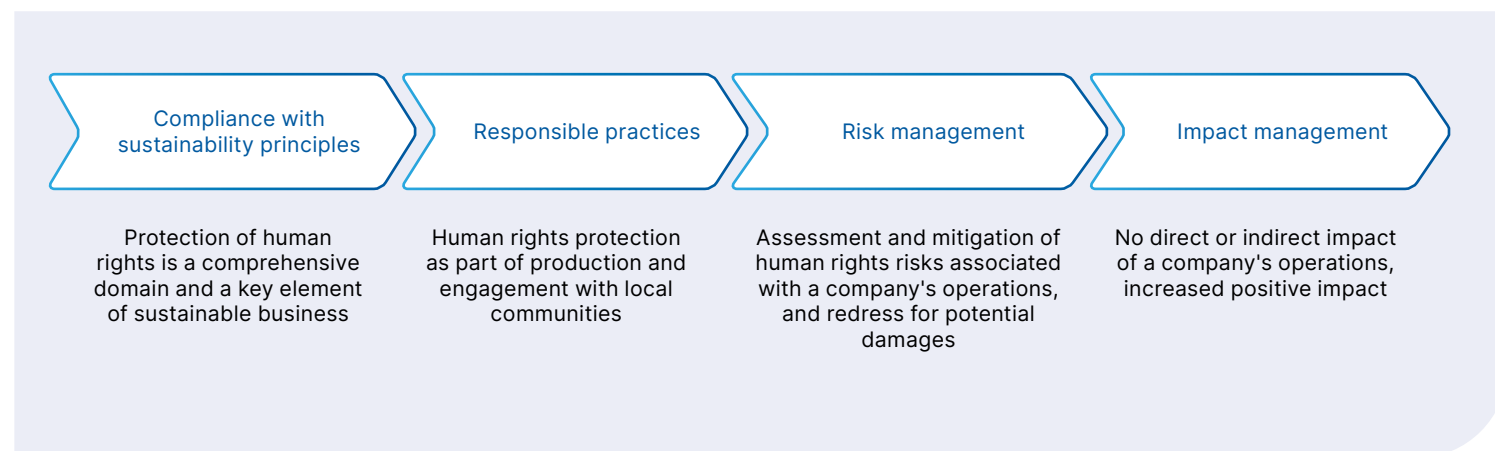 Compliance with
sustainability principles
Responsible practices
Risk management
Impact management
Protection of human
rights is a comprehensive
domain and a key element
of sustainable business
Human rights protection
as part of production and
engagement with local
communities
Assessment and mitigation of
human rights risks associated
with a company's operations,
and redress for potential
damages
No direct or indirect impact
of a company's operations,
increased positive impact